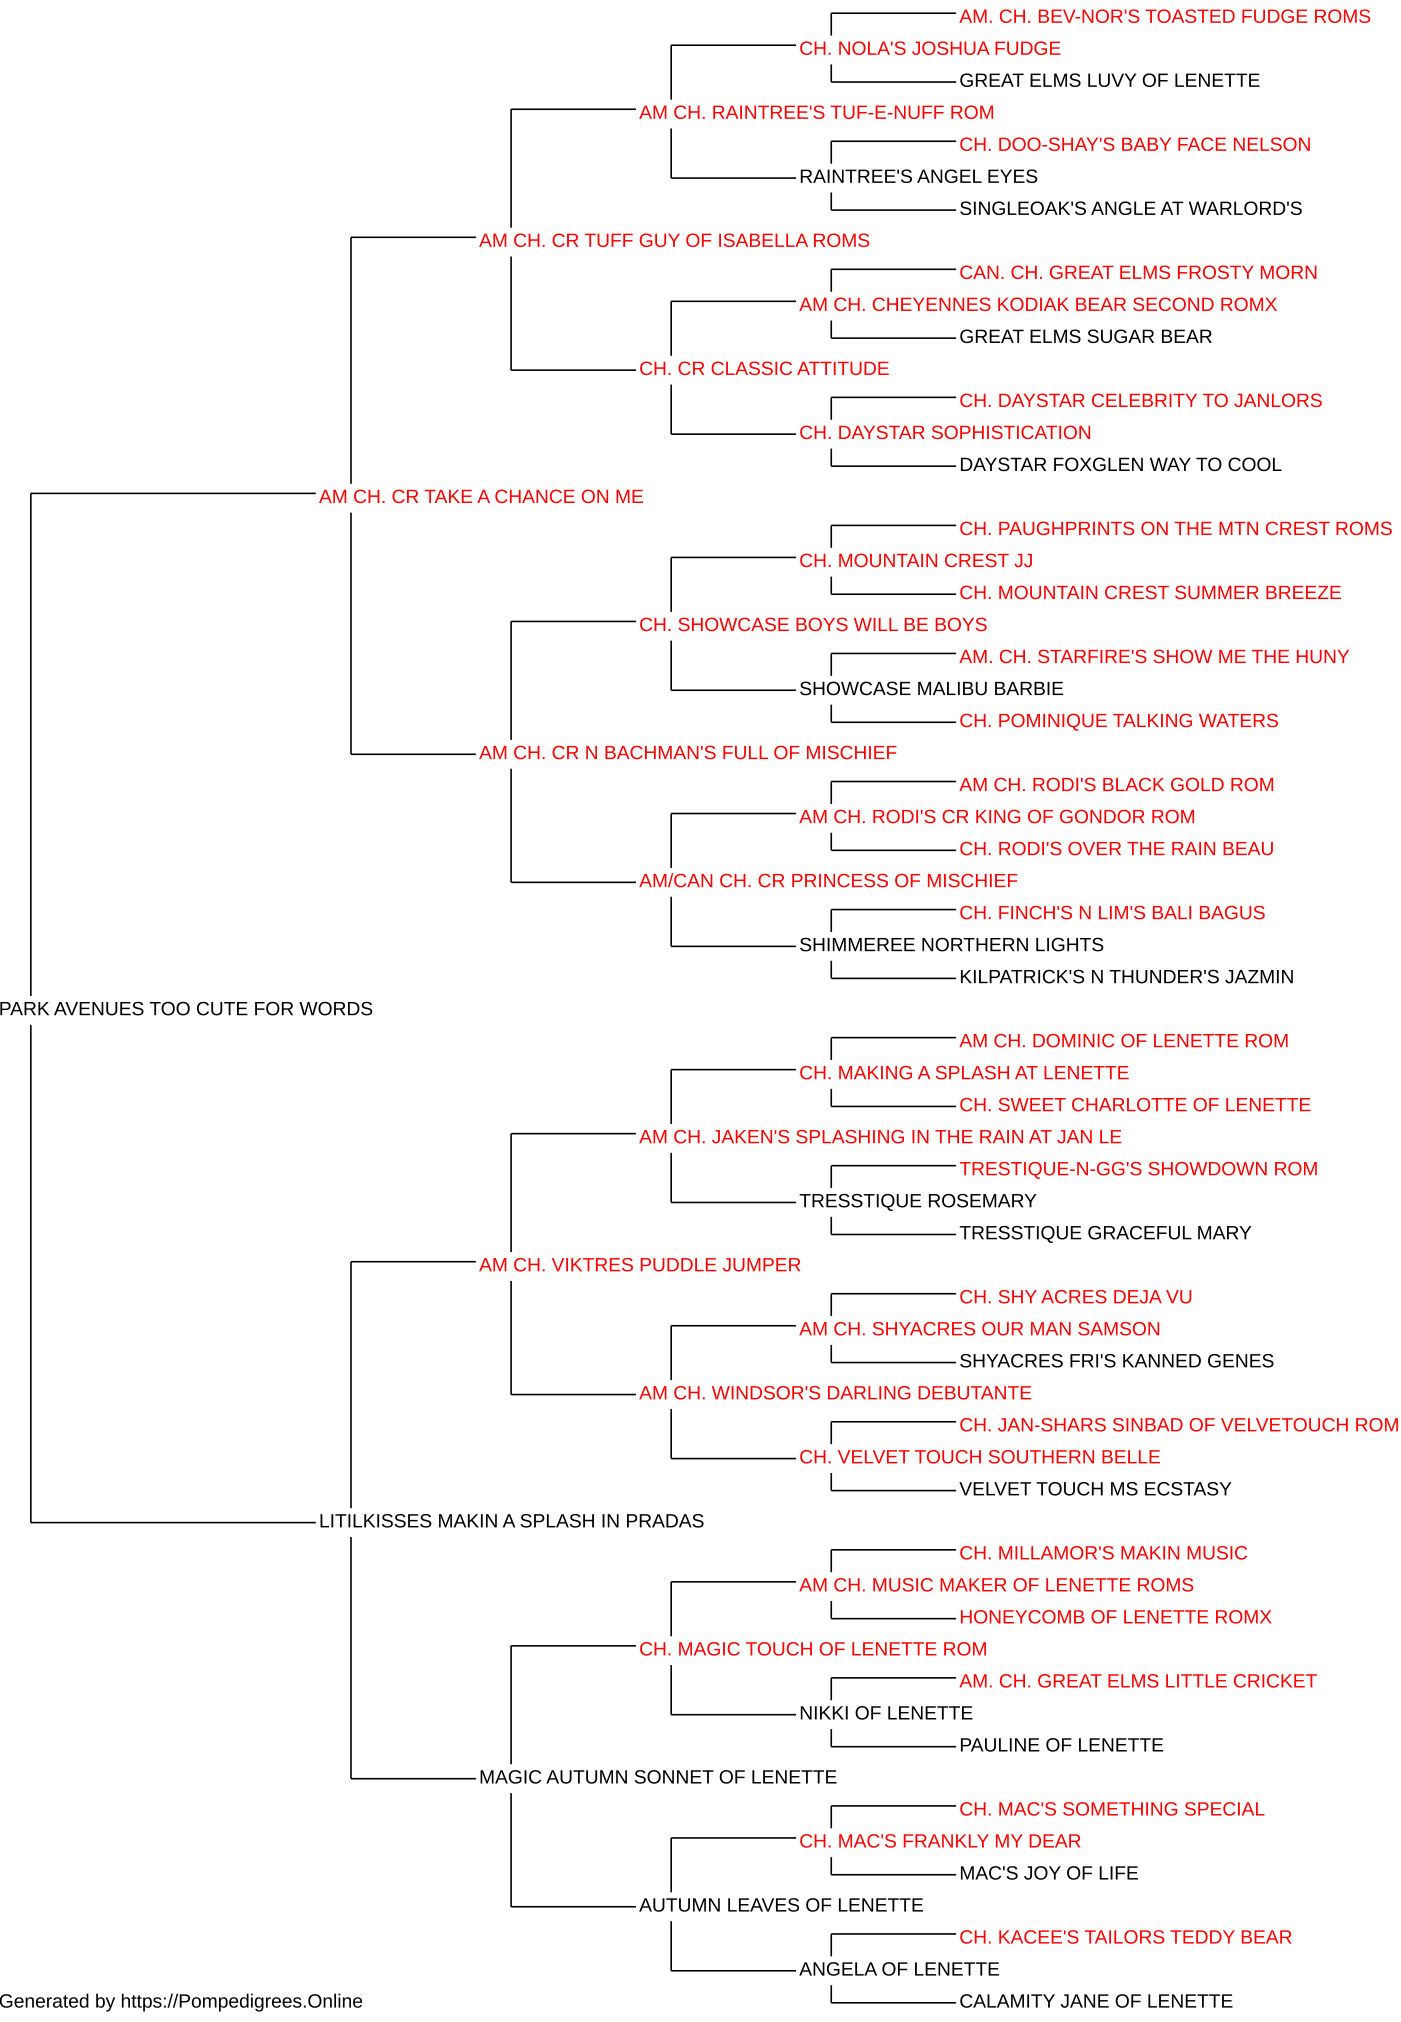 AM. CH. BEV-NOR'S TOASTED FUDGE ROMS
CH. NOLA'S JOSHUA FUDGE
GREAT ELMS LUVY OF LENETTE
AM CH. RAINTREE'S TUF-E-NUFF ROM
CH. DOO-SHAY'S BABY FACE NELSON
RAINTREE'S ANGEL EYES
SINGLEOAK'S ANGLE AT WARLORD'S
AM CH. CR TUFF GUY OF ISABELLA ROMS
CAN. CH. GREAT ELMS FROSTY MORN
AM CH. CHEYENNES KODIAK BEAR SECOND ROMX
GREAT ELMS SUGAR BEAR
CH. CR CLASSIC ATTITUDE
CH. DAYSTAR CELEBRITY TO JANLORS
CH. DAYSTAR SOPHISTICATION
DAYSTAR FOXGLEN WAY TO COOL
AM CH. CR TAKE A CHANCE ON ME
CH. PAUGHPRINTS ON THE MTN CREST ROMS
CH. MOUNTAIN CREST JJ
CH. MOUNTAIN CREST SUMMER BREEZE
CH. SHOWCASE BOYS WILL BE BOYS
AM. CH. STARFIRE'S SHOW ME THE HUNY
SHOWCASE MALIBU BARBIE
CH. POMINIQUE TALKING WATERS
AM CH. CR N BACHMAN'S FULL OF MISCHIEF
AM CH. RODI'S BLACK GOLD ROM
AM CH. RODI'S CR KING OF GONDOR ROM
CH. RODI'S OVER THE RAIN BEAU
AM/CAN CH. CR PRINCESS OF MISCHIEF
CH. FINCH'S N LIM'S BALI BAGUS
SHIMMEREE NORTHERN LIGHTS
KILPATRICK'S N THUNDER'S JAZMIN
PARK AVENUES TOO CUTE FOR WORDS
AM CH. DOMINIC OF LENETTE ROM
CH. MAKING A SPLASH AT LENETTE
CH. SWEET CHARLOTTE OF LENETTE
AM CH. JAKEN'S SPLASHING IN THE RAIN AT JAN LE
TRESTIQUE-N-GG'S SHOWDOWN ROM
TRESSTIQUE ROSEMARY
TRESSTIQUE GRACEFUL MARY
AM CH. VIKTRES PUDDLE JUMPER
CH. SHY ACRES DEJA VU
AM CH. SHYACRES OUR MAN SAMSON
SHYACRES FRI'S KANNED GENES
AM CH. WINDSOR'S DARLING DEBUTANTE
CH. JAN-SHARS SINBAD OF VELVETOUCH ROM
CH. VELVET TOUCH SOUTHERN BELLE
VELVET TOUCH MS ECSTASY
LITILKISSES MAKIN A SPLASH IN PRADAS
CH. MILLAMOR'S MAKIN MUSIC
AM CH. MUSIC MAKER OF LENETTE ROMS
HONEYCOMB OF LENETTE ROMX
CH. MAGIC TOUCH OF LENETTE ROM
AM. CH. GREAT ELMS LITTLE CRICKET
NIKKI OF LENETTE
PAULINE OF LENETTE
MAGIC AUTUMN SONNET OF LENETTE
CH. MAC'S SOMETHING SPECIAL
CH. MAC'S FRANKLY MY DEAR
MAC'S JOY OF LIFE
AUTUMN LEAVES OF LENETTE
CH. KACEE'S TAILORS TEDDY BEAR
ANGELA OF LENETTE
CALAMITY JANE OF LENETTE
Generated by https://Pompedigrees.Online